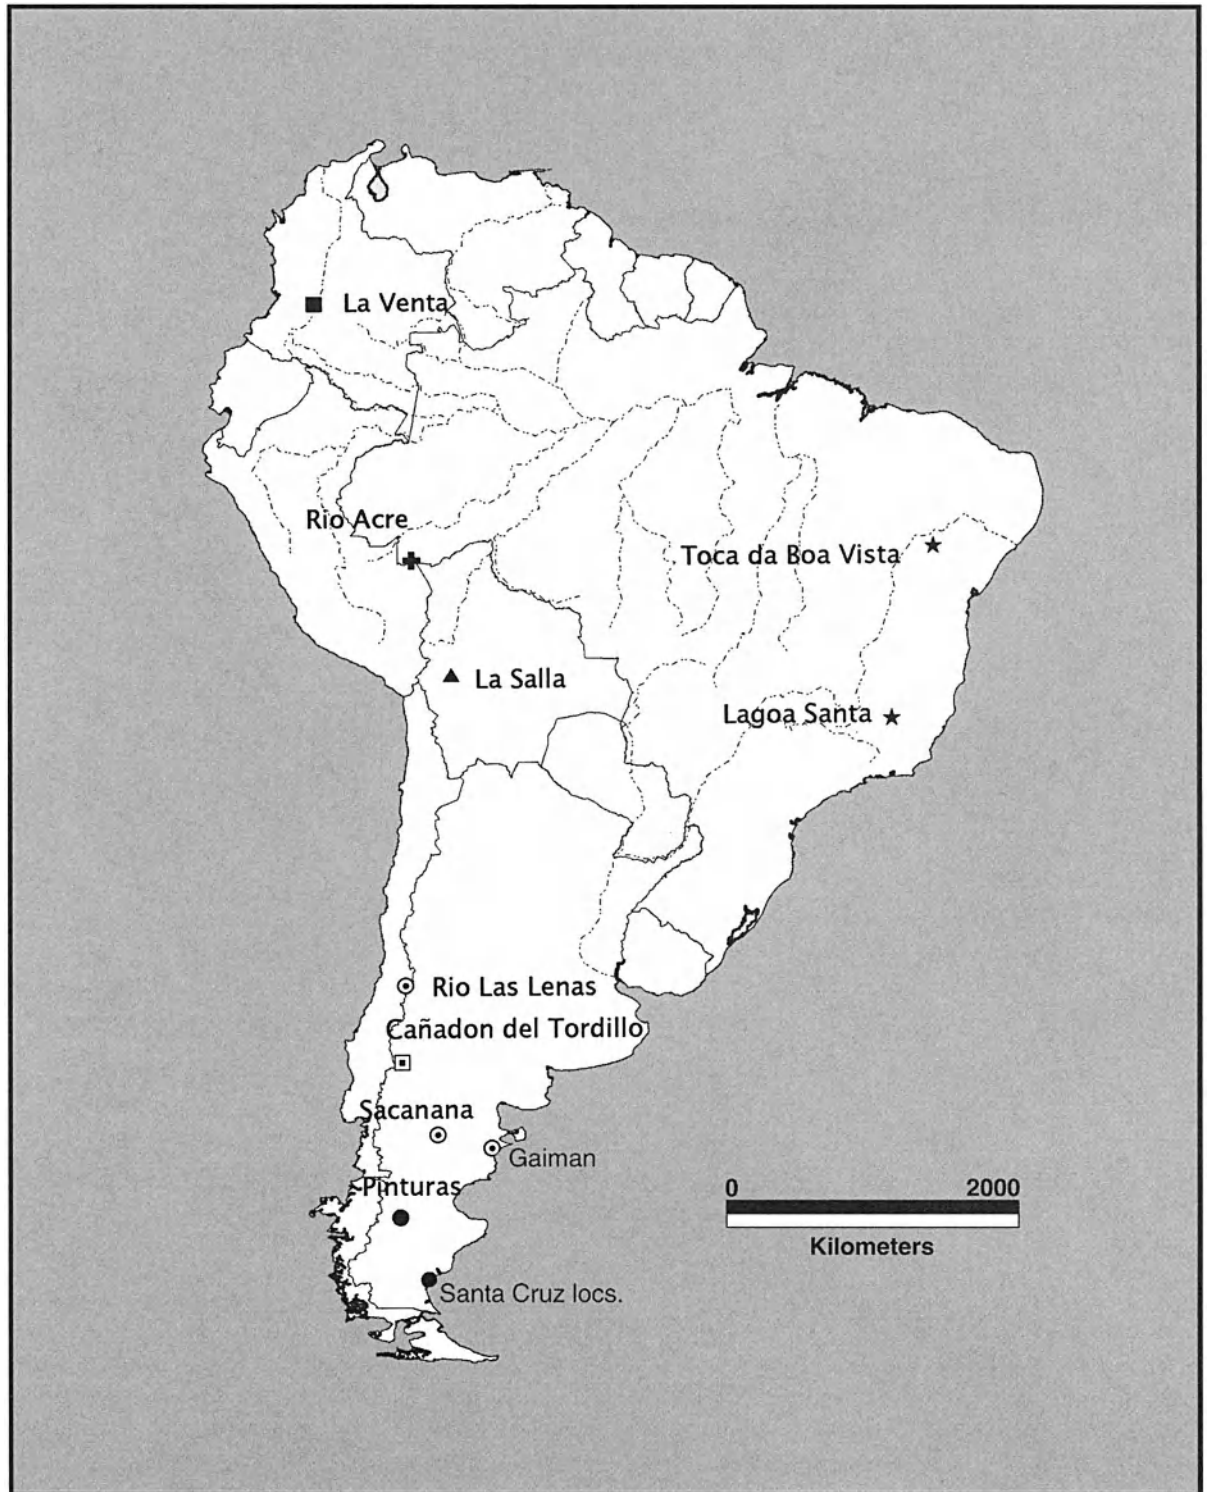 La Venta
Rio Acre
Toca da Boa Vista
La Salla
Lagoa Santa
Rio Las Lenas
Cañadon del Tordillo
Sacanana
Gaiman
Pinturas
0 2000
Kilometers
Santa Cruz locs.